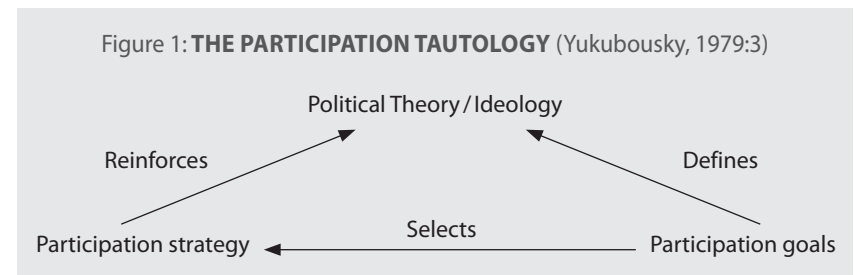 Figure 1: THE PARTICIPATION TAUTOLOGY (Yukubousky, 1979:3)
Political Theory / Ideology
Reinforces
Defines
Selects
Participation strategy
Participation goals